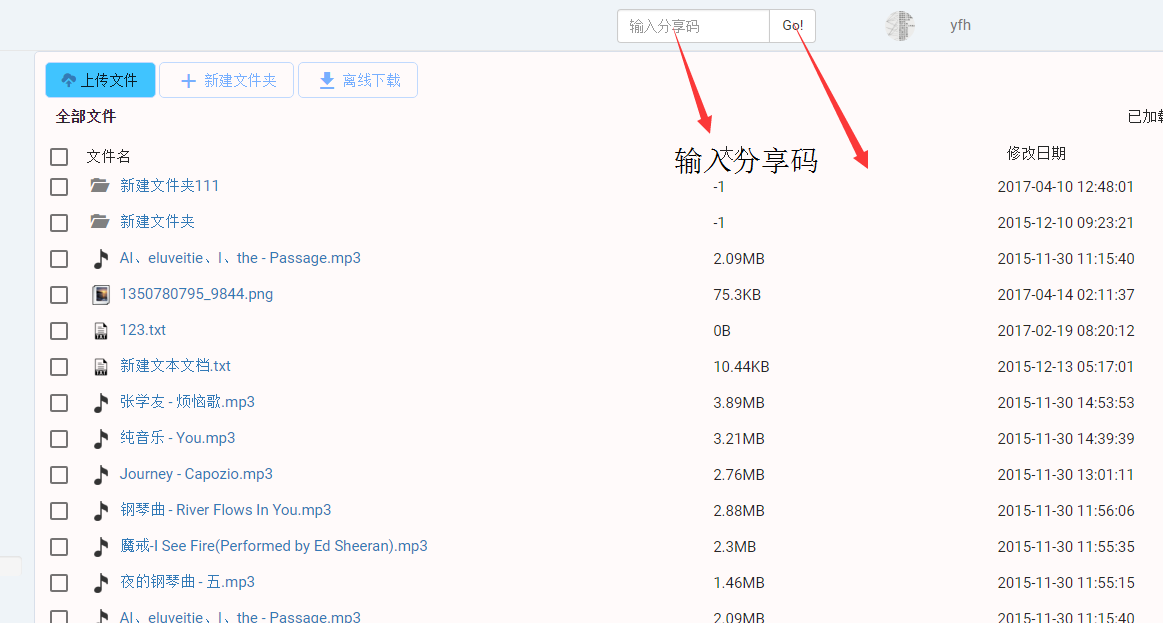 输入分享码 Go! yfh
上传文件 新建文件夹 离线下载
全部文件 已加载
文件名 大小 修改日期
输入分享码
新建文件夹111 -1 2017-04-10 12:48:01
新建文件夹 -1 2015-12-10 09:23:21
Al、eluveitie、l、the - Passage.mp3 2.09MB 2015-11-30 11:15:40
1350780795_9844.png 75.3KB 2017-04-14 02:11:37
123.txt 0B 2017-02-19 08:20:12
新建文本文档.txt 10.44KB 2015-12-13 05:17:01
张学友 - 烦恼歌.mp3 3.89MB 2015-11-30 14:53:53
纯音乐 - You.mp3 3.21MB 2015-11-30 14:39:39
Journey - Capozio.mp3 2.76MB 2015-11-30 13:01:11
钢琴曲 - River Flows In You.mp3 2.88MB 2015-11-30 11:56:06
魔戒-I See Fire(Performed by Ed Sheeran).mp3 2.3MB 2015-11-30 11:55:35
夜的钢琴曲 - 五.mp3 1.46MB 2015-11-30 11:55:15
Al、eluveitie、l、the - Passage.mp3 2.09MB 2015-11-30 11:15:40